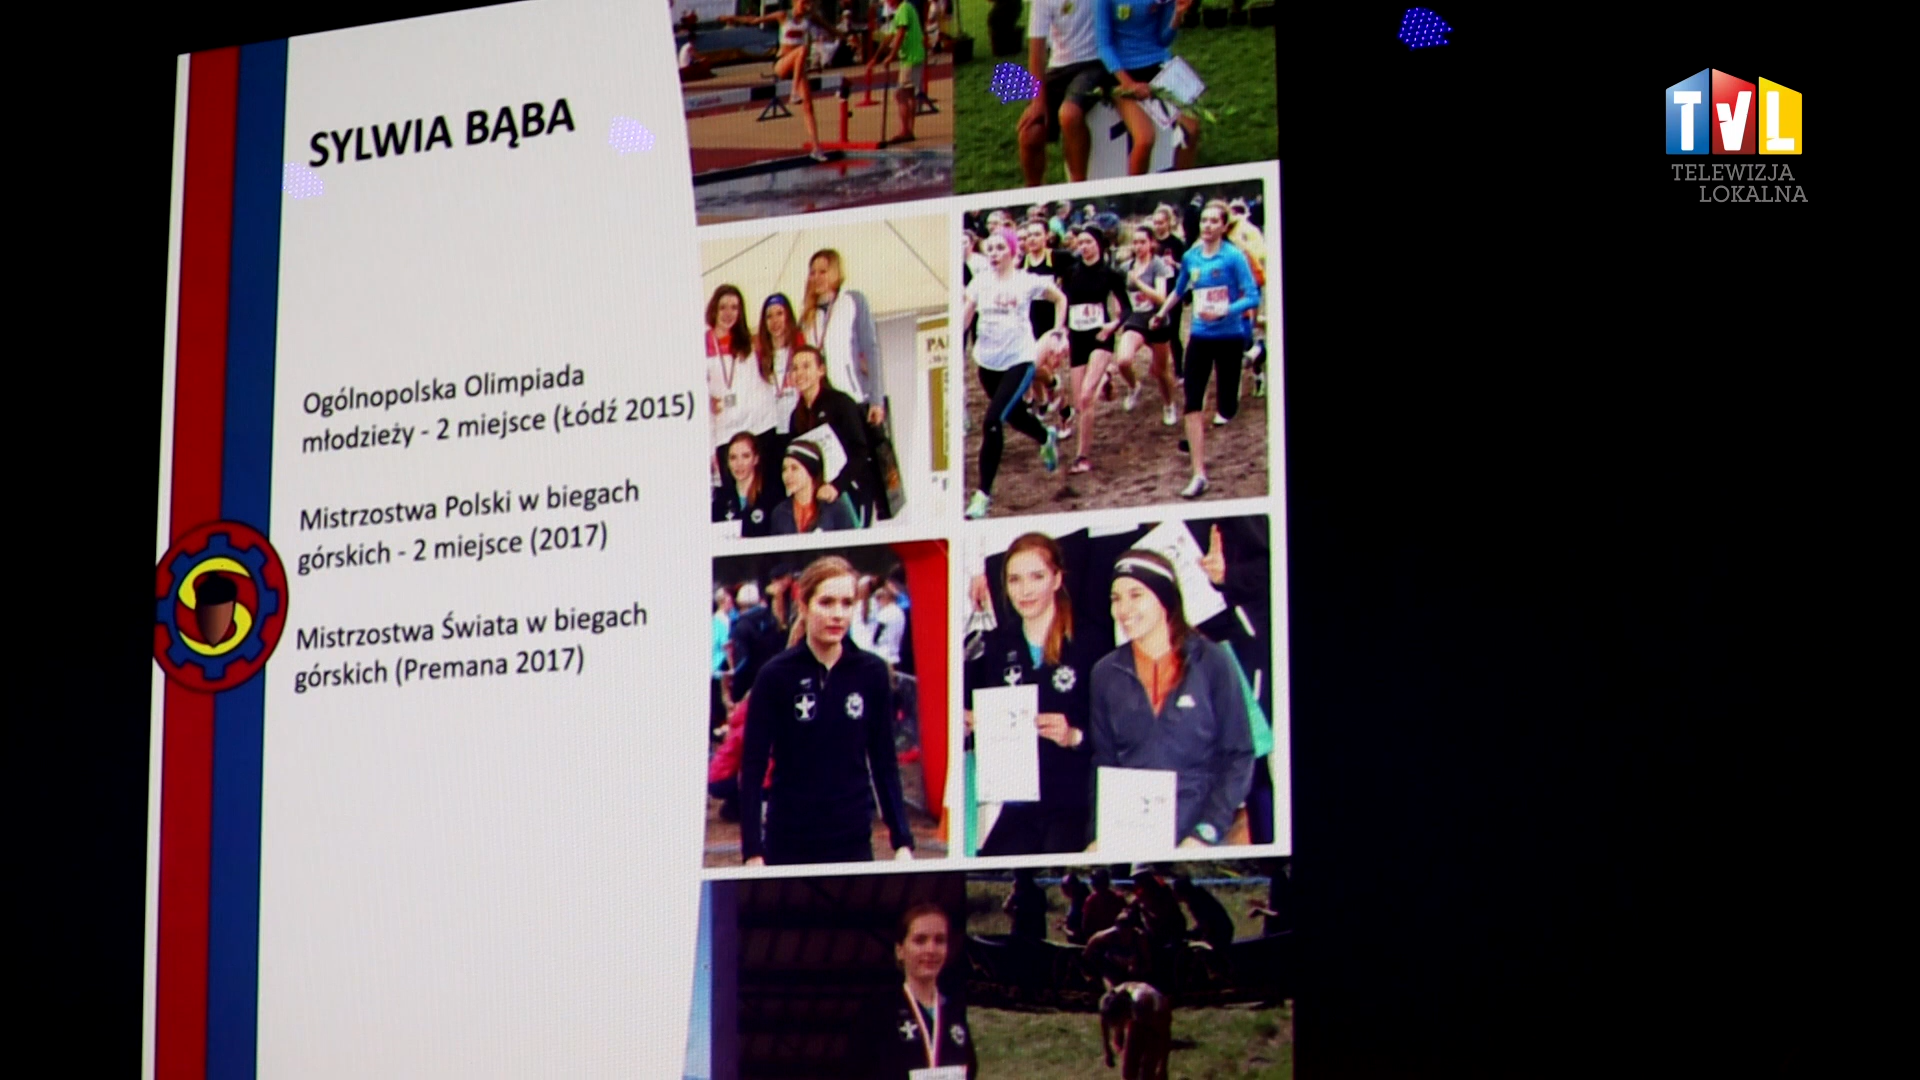 SYLWIA BĄBA
Ogólnopolska Olimpiada
młodzieży - 2 miejsce (Łódź 2015)
Mistrzostwa Polski w biegach
górskich - 2 miejsce (2017)
Mistrzostwa Świata w biegach
górskich (Premana 2017)
TVL
TELEWIZJA
LOKALNA